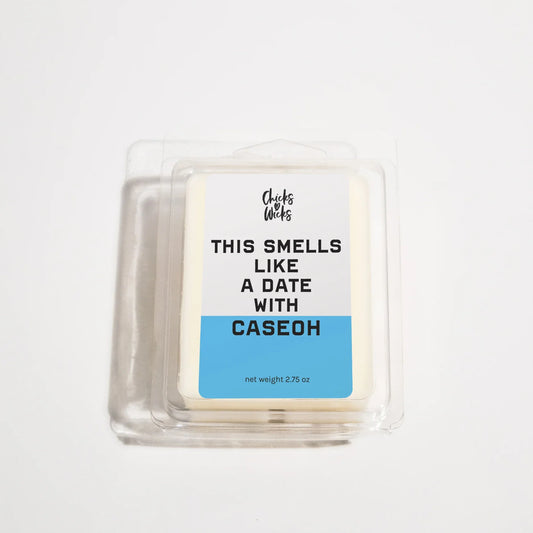 Chicks
Wicks
THIS SMELLS
LIKE
A DATE
WITH
CASEOH
net weight 2.75 oz